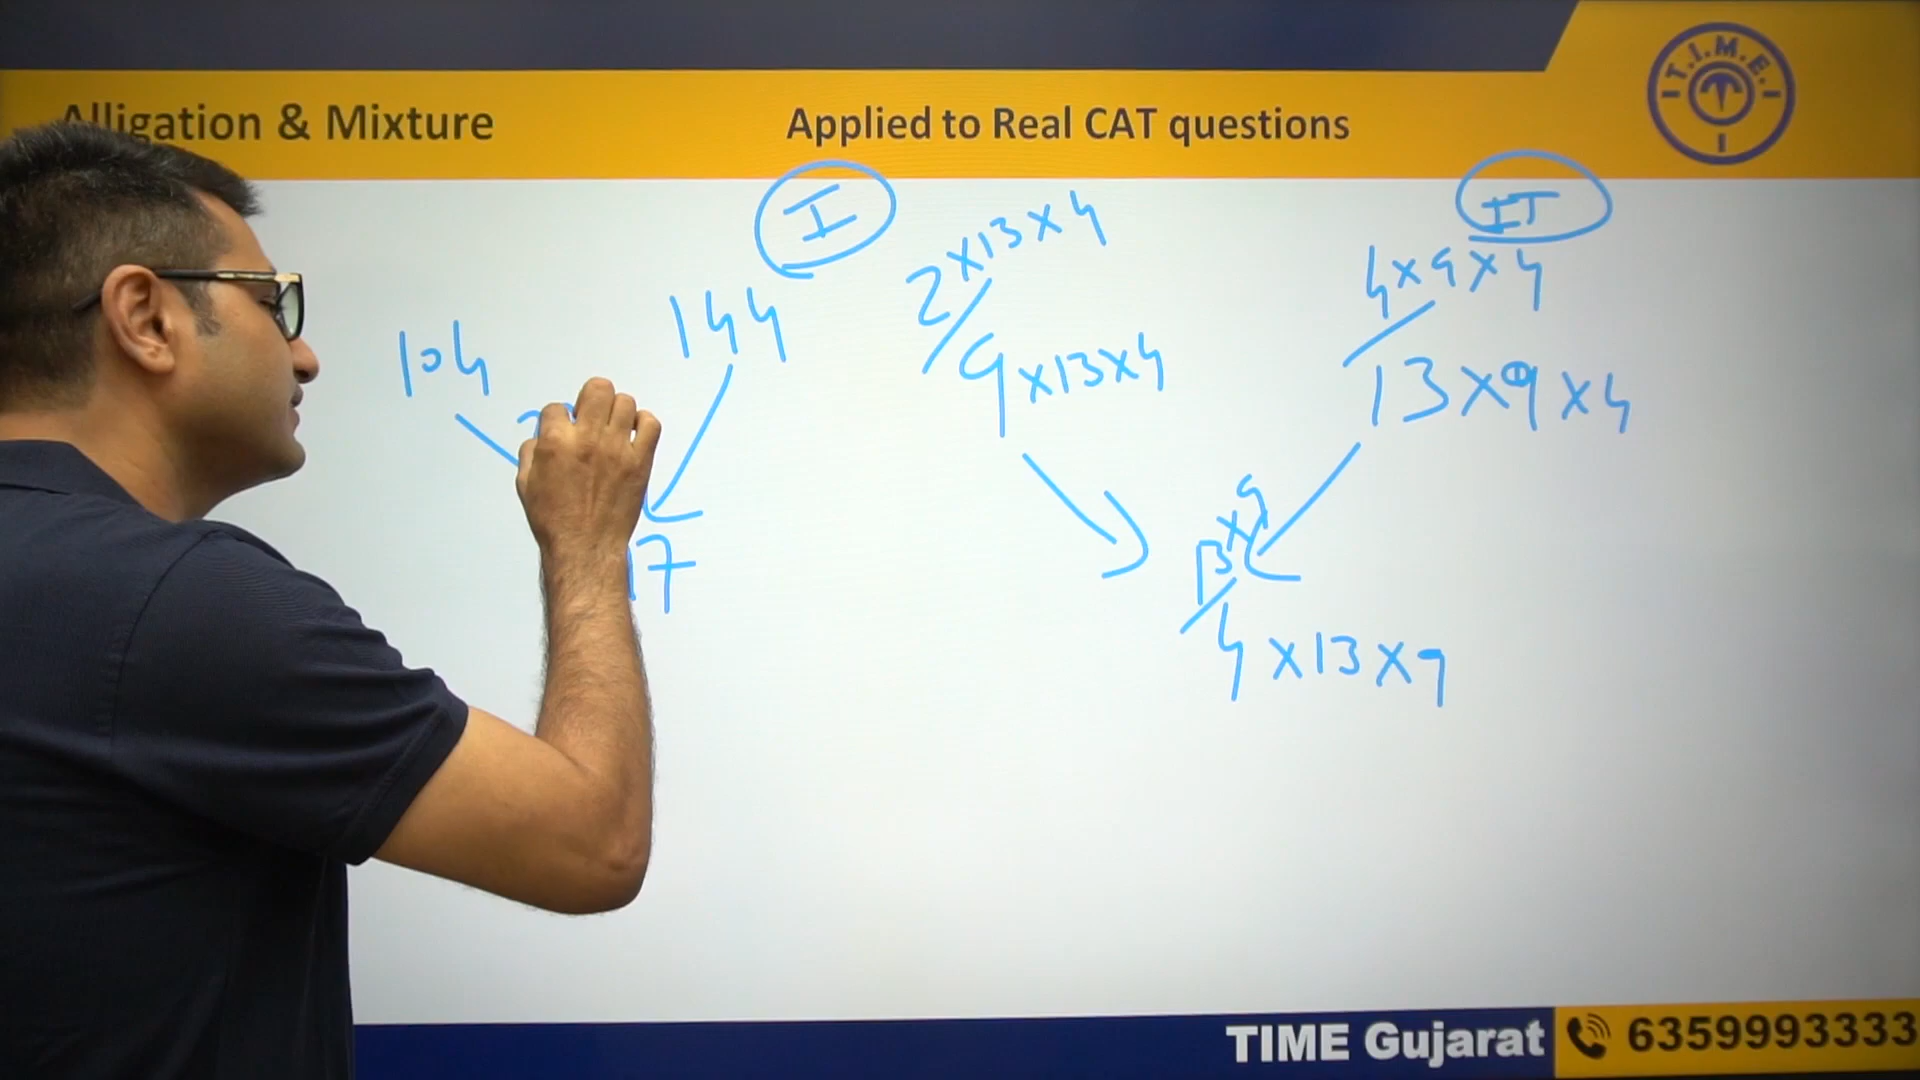 Alligation & Mixture
Applied to Real CAT questions
T.I.M.E.
I
II
2×13×4
9×13×4
4×9×4
13×9×4
104
144
17
13×9
4×13×9
TIME Gujarat
6359993333